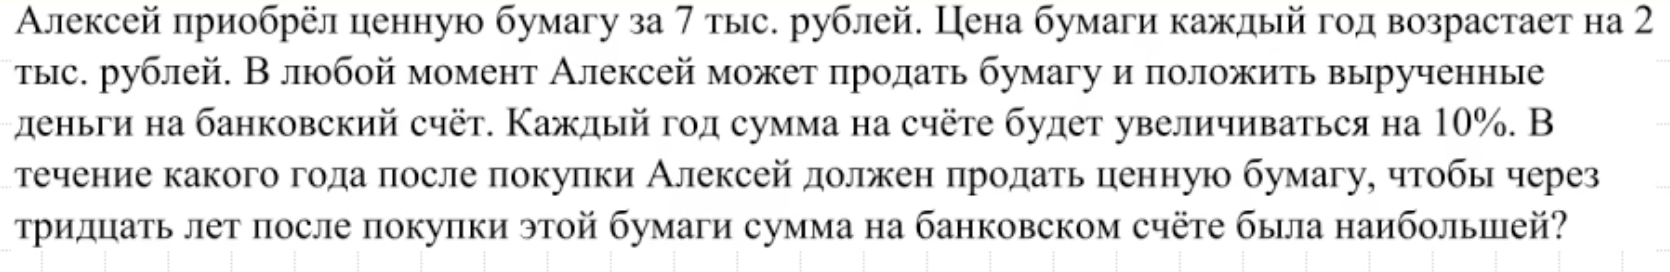 Алексей приобрёл ценную бумагу за 7 тыс. рублей. Цена бумаги каждый год возрастает на 2
тыс. рублей. В любой момент Алексей может продать бумагу и положить вырученные
деньги на банковский счёт. Каждый год сумма на счёте будет увеличиваться на 10%. В
течение какого года после покупки Алексей должен продать ценную бумагу, чтобы через
тридцать лет после покупки этой бумаги сумма на банковском счёте была наибольшей?